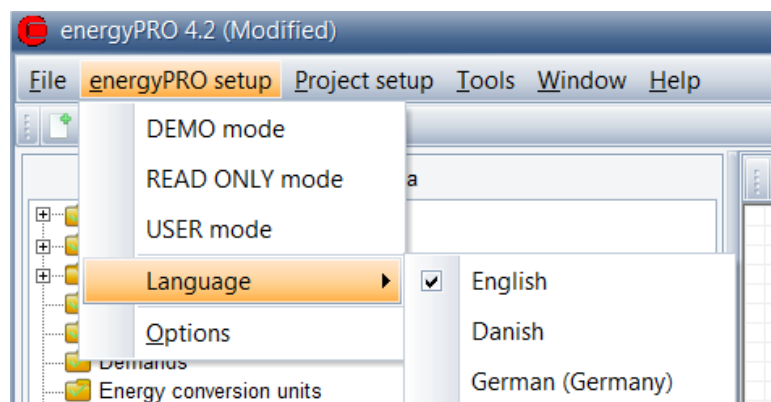 energyPRO 4.2 (Modified)
File energyPRO setup Project setup Tools Window Help
DEMO mode
READ ONLY mode
USER mode
Language
English
Options
Danish
Demands
German (Germany)
Energy conversion units